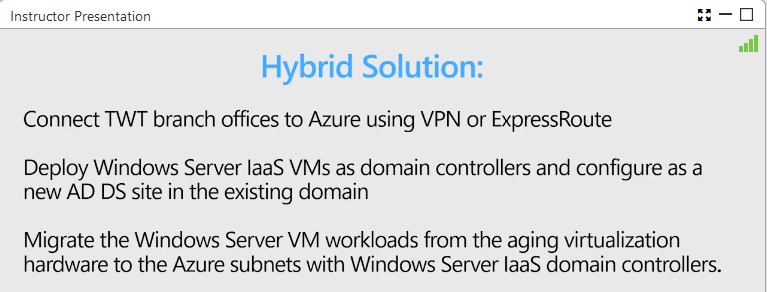 Instructor Presentation
Hybrid Solution:
Connect TWT branch offices to Azure using VPN or ExpressRoute
Deploy Windows Server IaaS VMs as domain controllers and configure as a
new AD DS site in the existing domain
Migrate the Windows Server VM workloads from the aging virtualization
hardware to the Azure subnets with Windows Server IaaS domain controllers.